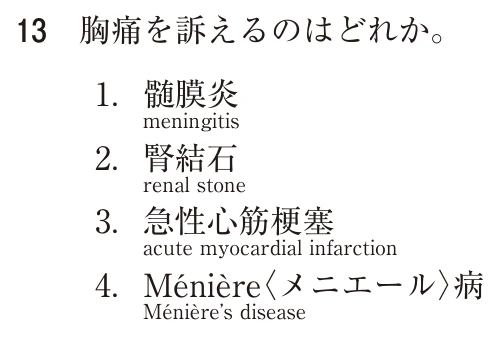 13 胸痛を訴えるのはどれか。
1. 髄膜炎
meningitis
2. 腎結石
renal stone
3. 急性心筋梗塞
acute myocardial infarction
4. Ménière〈メニエール〉病
Ménière's disease